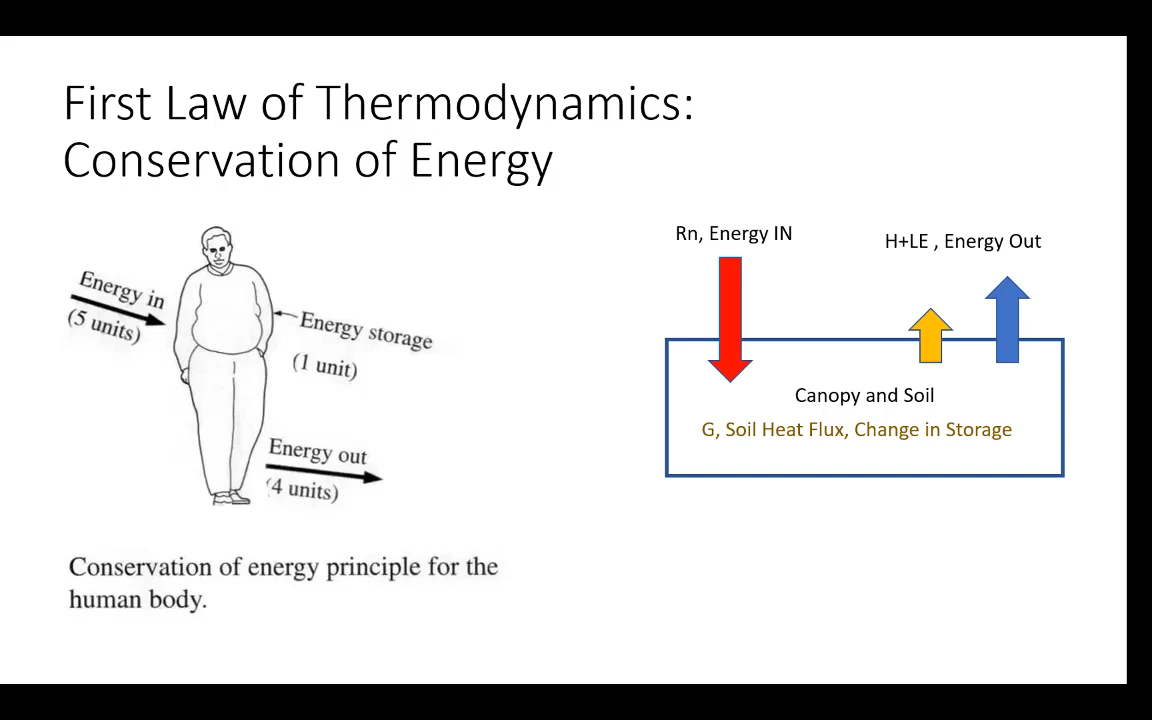 First Law of Thermodynamics:
Conservation of Energy
Energy in
(5 units)
Energy storage
(1 unit)
Energy out
(4 units)
Conservation of energy principle for the
human body.
Rn, Energy IN
H+LE , Energy Out
Canopy and Soil
G, Soil Heat Flux, Change in Storage